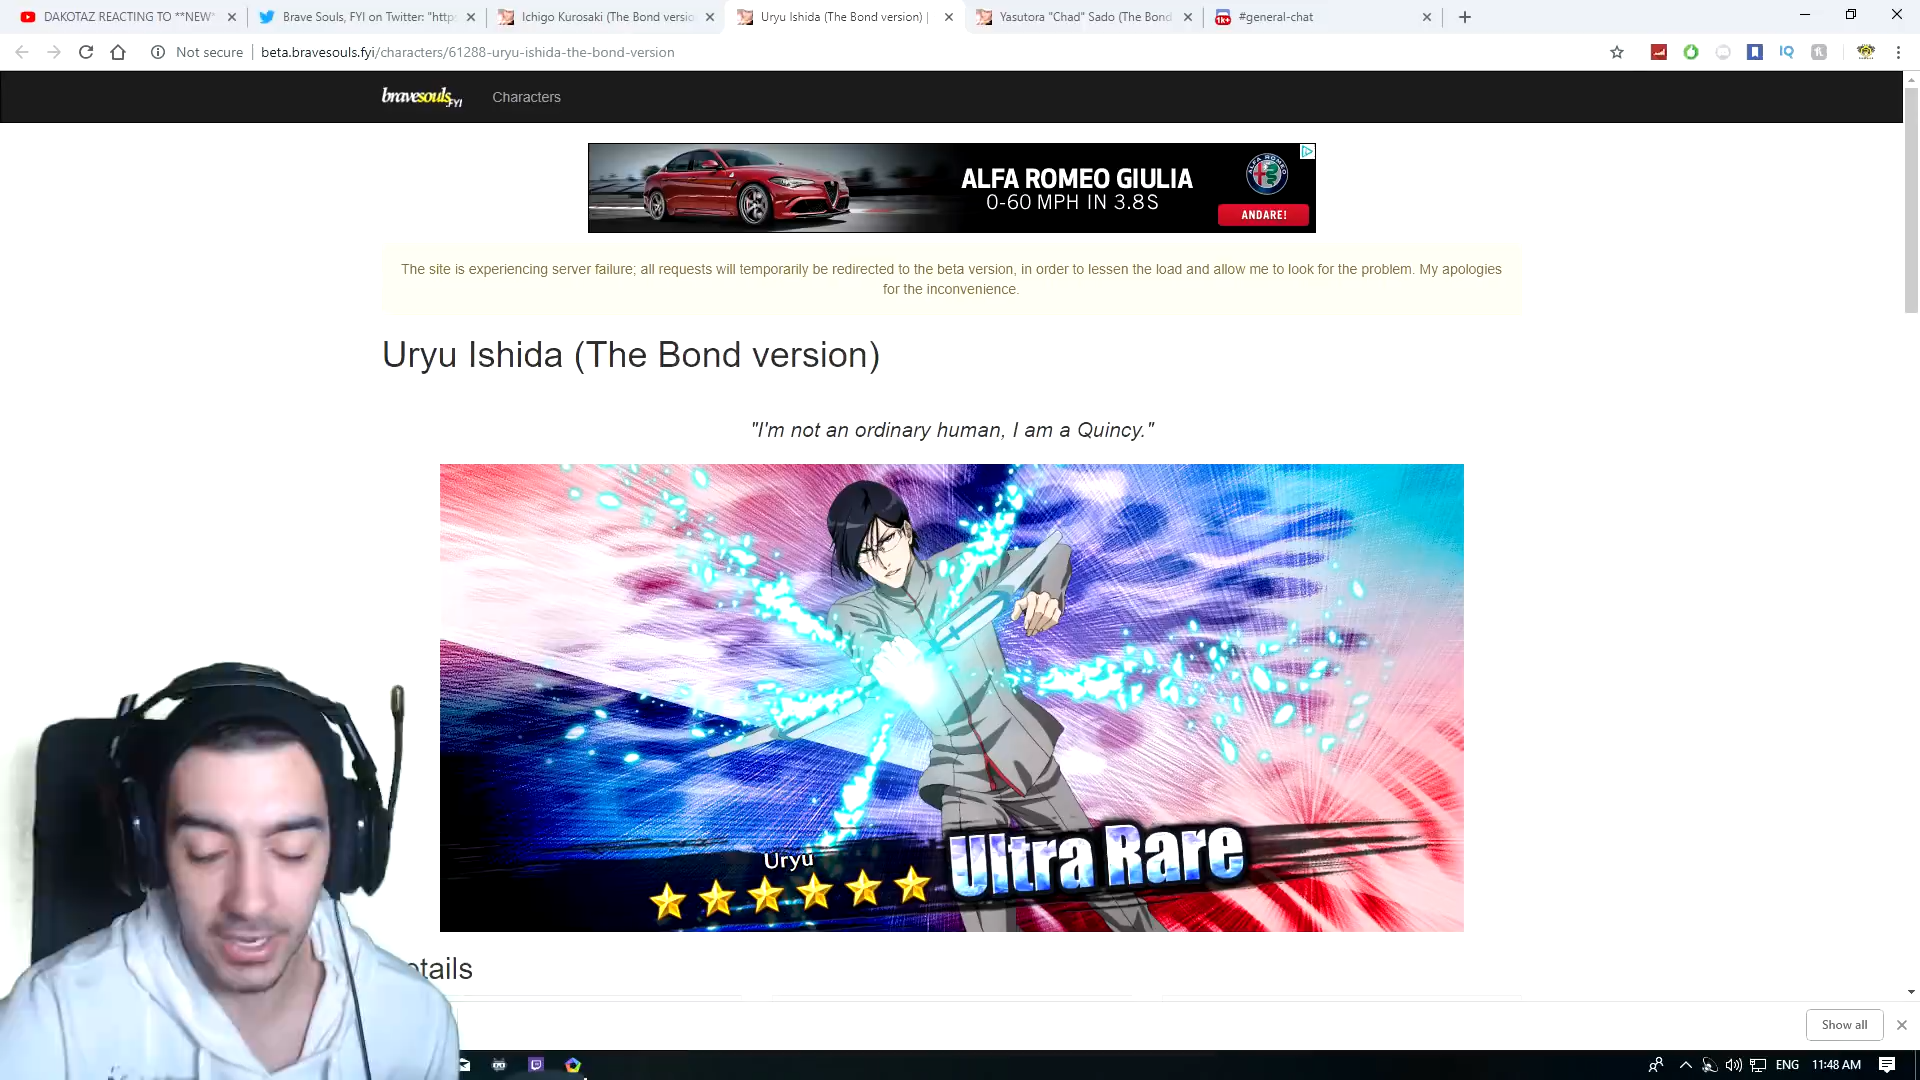 DAKOTAZ REACTING TO **NEW*
Brave Souls, FYI on Twitter: "http
Ichigo Kurosaki (The Bond versio
Uryu Ishida (The Bond version) |
Yasutora "Chad" Sado (The Bond
1K+
#general-chat
Not secure
beta.bravesouls.fyi/characters/61288-uryu-ishida-the-bond-version
IQ
bravesouls.FYI
Characters
ALFA ROMEO GIULIA
0-60 MPH IN 3.8S
ALFA ROMEO
ANDARE!
The site is experiencing server failure; all requests will temporarily be redirected to the beta version, in order to lessen the load and allow me to look for the problem. My apologies
for the inconvenience.
Uryu Ishida (The Bond version)
"I'm not an ordinary human, I am a Quincy."
Uryu
Ultra Rare
etails
Show all
ENG
11:48 AM